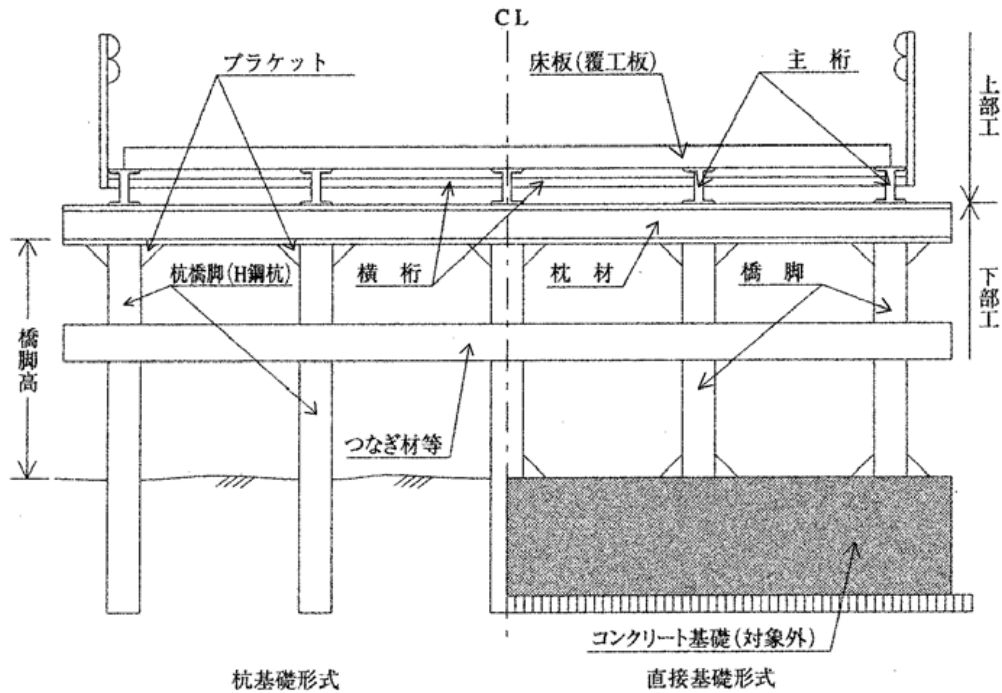 CL
ブラケット
床板(覆工板)
主桁
上部工
杭橋脚(H鋼杭)
横桁
枕材
橋脚
下部工
橋脚高
つなぎ材等
コンクリート基礎(対象外)
杭基礎形式
直接基礎形式